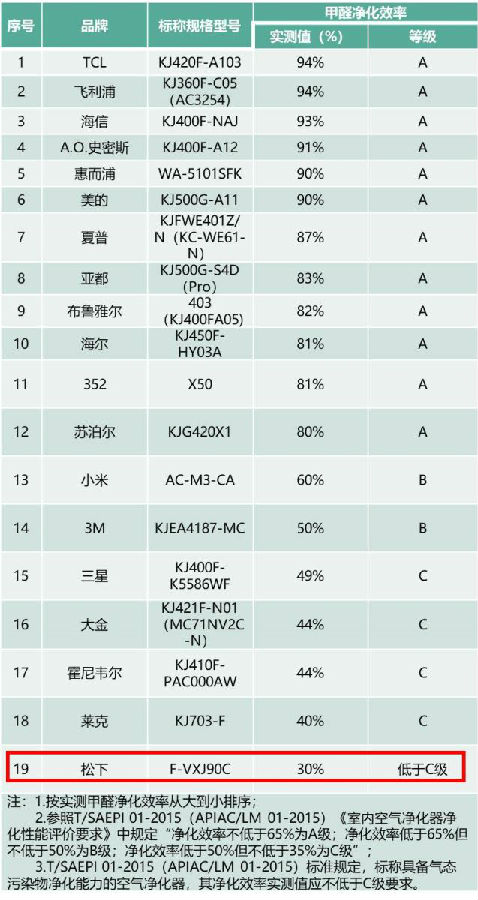 序号 品牌 标称规格型号 甲醛净化效率
实测值（%） 等级
1 TCL KJ420F-A103 94% A
2 飞利浦 KJ360F-C05
（AC3254） 94% A
3 海信 KJ400F-NAJ 93% A
4 A.O.史密斯 KJ400F-A12 91% A
5 惠而浦 WA-5101SFK 90% A
6 美的 KJ500G-A11 90% A
7 夏普 KJFWE401Z/
N（KC-WE61-
N） 87% A
8 亚都 KJ500G-S4D
（Pro） 83% A
9 布鲁雅尔 403
（KJ400FA05） 82% A
10 海尔 KJ450F-
HY03A 81% A
11 352 X50 81% A
12 苏泊尔 KJG420X1 80% A
13 小米 AC-M3-CA 60% B
14 3M KJEA4187-MC 50% B
15 三星 KJ400F-
K5586WF 49% C
16 大金 KJ421F-N01
（MC71NV2C
-N） 44% C
17 霍尼韦尔 KJ410F-
PAC000AW 44% C
18 莱克 KJ703-F 40% C
19 松下 F-VXJ90C 30% 低于C级
注：1.按实测甲醛净化效率从大到小排序；
2.参照T/SAEPI 01-2015（APIAC/LM 01-2015）《室内空气净化器净
化性能评价要求》中规定“净化效率不低于65%为A级；净化效率低于65%但
不低于50%为B级；净化效率低于50%但不低于35%为C级”；
3.T/SAEPI 01-2015（APIAC/LM 01-2015）标准规定，标称具备气态
污染物净化能力的空气净化器，其净化效率实测值应不低于C级要求。